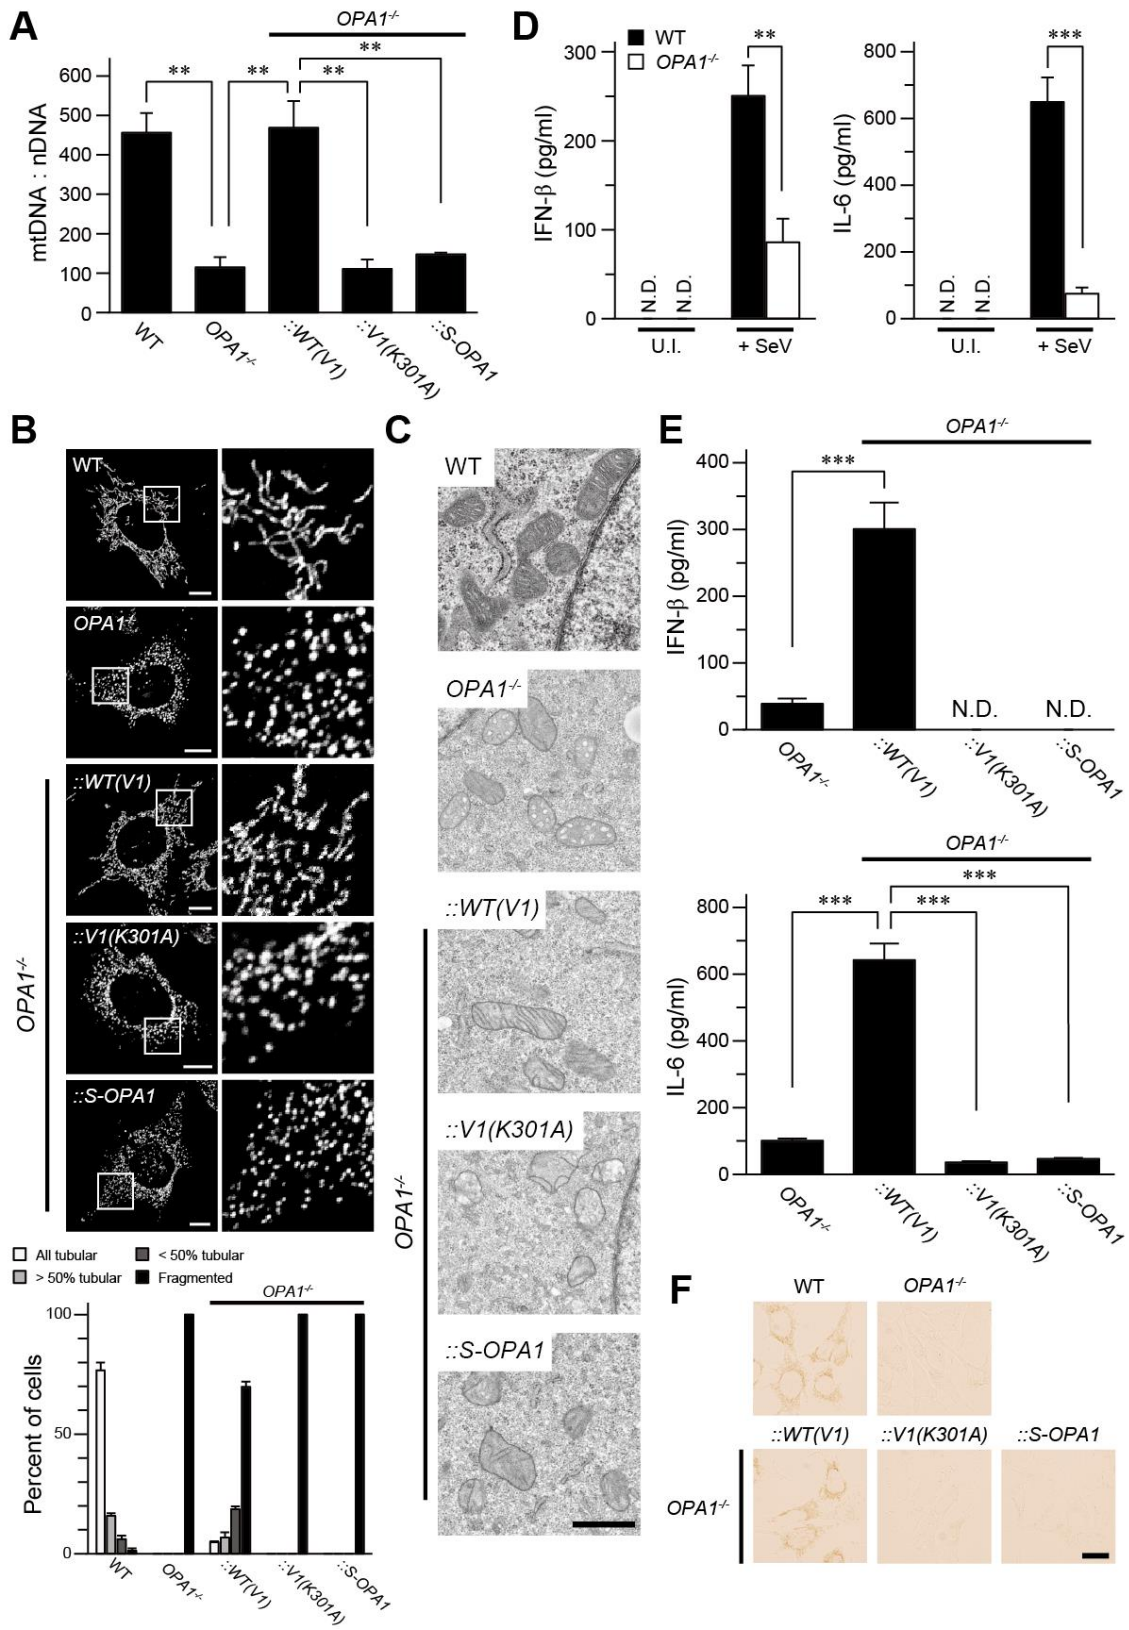 A
OPA1-/-
**
** ** **
mtDNA : nDNA
600
500
400
300
200
100
0
WT
OPA1-/-
::WT(V1)
::V1(K301A)
::S-OPA1
D
WT
OPA1-/-
**
IFN-β (pg/ml)
300
200
100
0
N.D.
N.D.
U.I.
+ SeV
***
IL-6 (pg/ml)
800
600
400
200
0
N.D.
N.D.
U.I.
+ SeV
B
WT
OPA1-/-
::WT(V1)
::V1(K301A)
::S-OPA1
OPA1-/-
All tubular
> 50% tubular
< 50% tubular
Fragmented
OPA1-/-
Percent of cells
100
50
0
WT
OPA1-/-
::WT(V1)
::V1(K301A)
::S-OPA1
C
WT
OPA1-/-
::WT(V1)
::V1(K301A)
::S-OPA1
OPA1-/-
E
OPA1-/-
***
IFN-β (pg/ml)
400
300
200
100
0
N.D.
N.D.
OPA1-/-
::WT(V1)
::V1(K301A)
::S-OPA1
OPA1-/-
***
*** ***
IL-6 (pg/ml)
800
600
400
200
0
OPA1-/-
::WT(V1)
::V1(K301A)
::S-OPA1
F
WT
OPA1-/-
::WT(V1)
::V1(K301A)
::S-OPA1
OPA1-/-